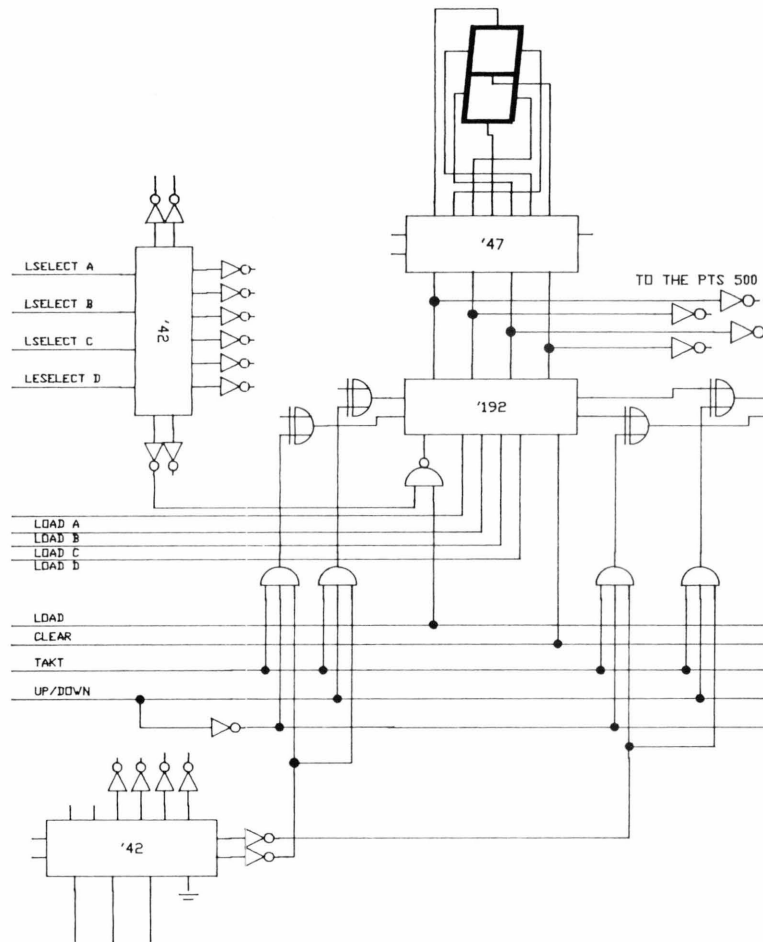 '47
LSELECT A
TO THE PTS 500
LSELECT B
'42
LSELECT C
LESELECT D
'192
LOAD A
LOAD B
LOAD C
LOAD D
LOAD
CLEAR
TAKT
UP/DOWN
'42